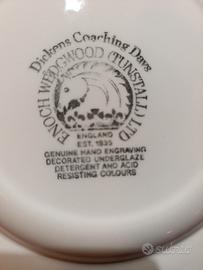 Dickens Coaching Days
ENOCH WEDGWOOD (TUNSTALL) LTD
ENGLAND
EST. 1835
GENUINE HAND ENGRAVING
DECORATED UNDERGLAZE
DETERGENT AND ACID
RESISTING COLOURS
subito